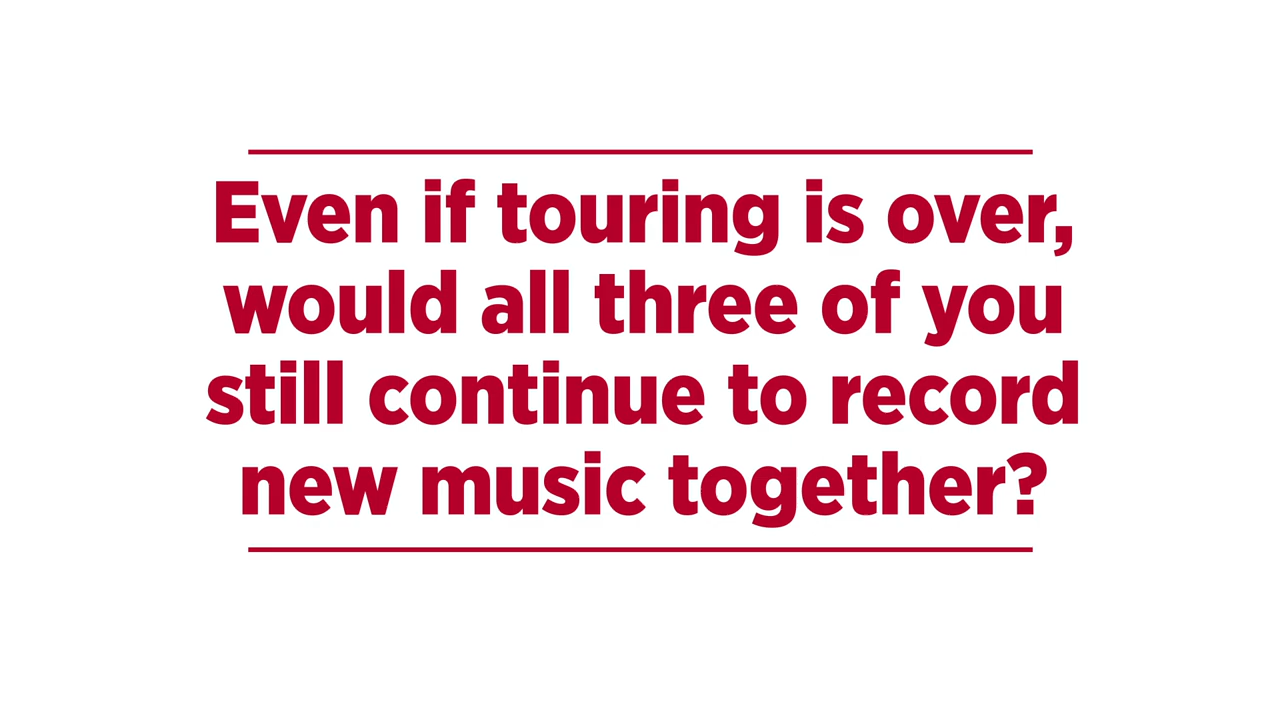 Even if touring is over,
would all three of you
still continue to record
new music together?